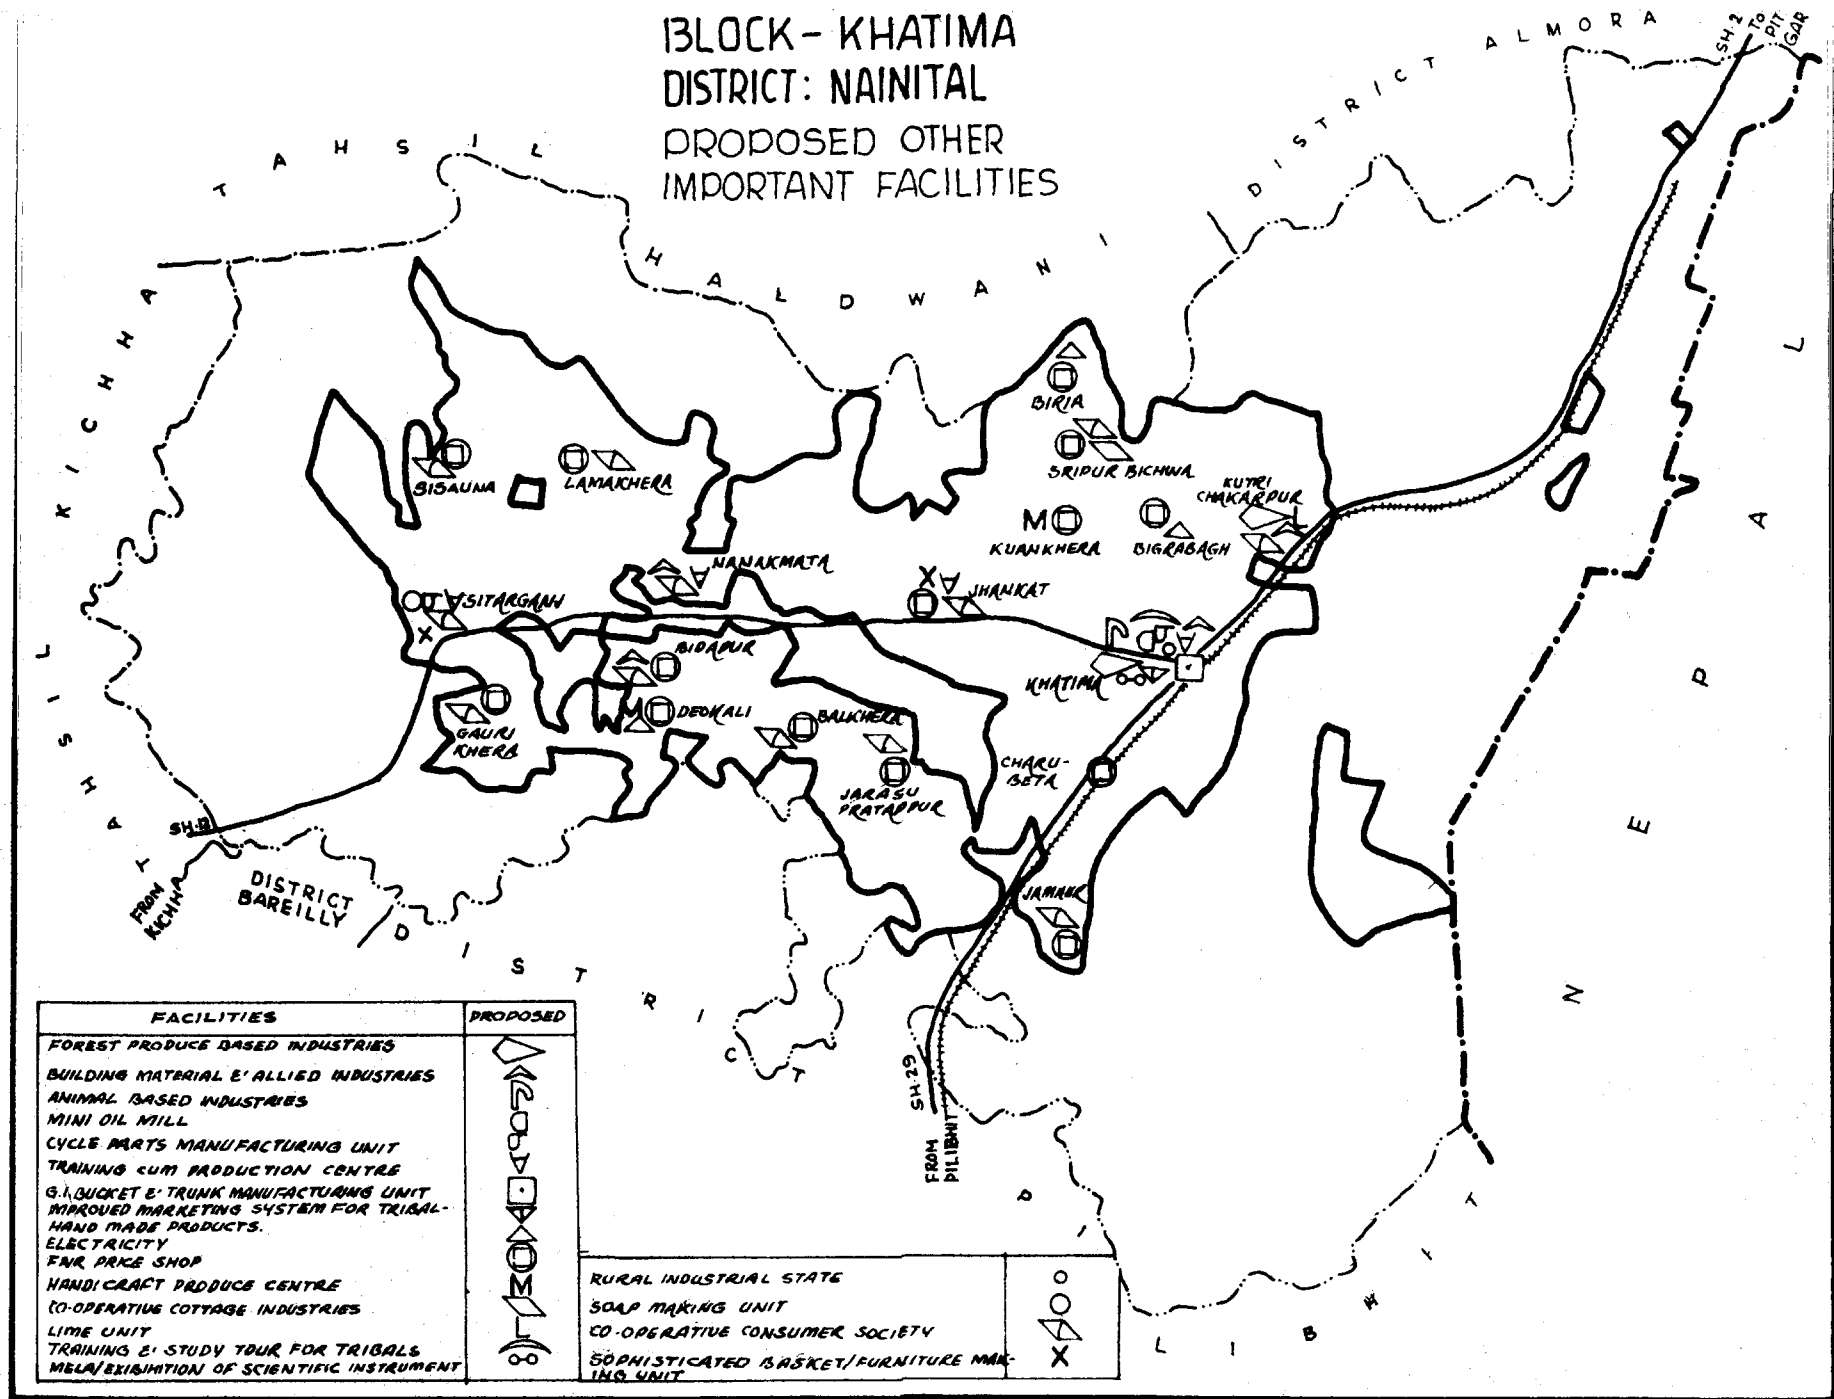 BLOCK - KHATIMA
DISTRICT: NAINITAL
PROPOSED OTHER
IMPORTANT FACILITIES
TAHSIL HALDWANI
DISTRICT ALMORA
SH-2
TO
PIT
GAR
TAHSIL KICHHA
NEPAL
BIRIA
SRIPUR BICHWA
SISAUNA
LAMAKHERA
KUTRI
CHAKARPUR
M
KUANKHERA
BIGRABAGH
NANAKMATA
X
JHANKAT
SITARGANJ
X
BIDAPUR
KHATIMA
M
DEOKALI
BALKHERA
GAURI
KHERA
CHARU-
BETA
JARASU
PRATAPPUR
SH-13
FROM
KICHHA
DISTRICT
BAREILLY
JAMAUR
DISTRICT PILIBHIT
SH-29
FROM
PILIBHIT
FACILITIES PROPOSED
FOREST PRODUCE BASED INDUSTRIES
BUILDING MATERIAL & ALLIED INDUSTRIES
ANIMAL BASED INDUSTRIES
MINI OIL MILL
CYCLE PARTS MANUFACTURING UNIT
TRAINING CUM PRODUCTION CENTRE
G.I. BUCKET & TRUNK MANUFACTURING UNIT
IMPROVED MARKETING SYSTEM FOR TRIBAL-
HAND MADE PRODUCTS.
ELECTRICITY
FAIR PRICE SHOP
HANDICRAFT PRODUCE CENTRE M
CO-OPERATIVE COTTAGE INDUSTRIES
LIME UNIT
TRAINING & STUDY TOUR FOR TRIBALS
MELA/EXIBIHITION OF SCIENTIFIC INSTRUMENT
RURAL INDUSTRIAL STATE
SOAP MAKING UNIT
CO-OPERATIVE CONSUMER SOCIETY
SOPHISTICATED BASKET/FURNITURE MAK- X
ING UNIT